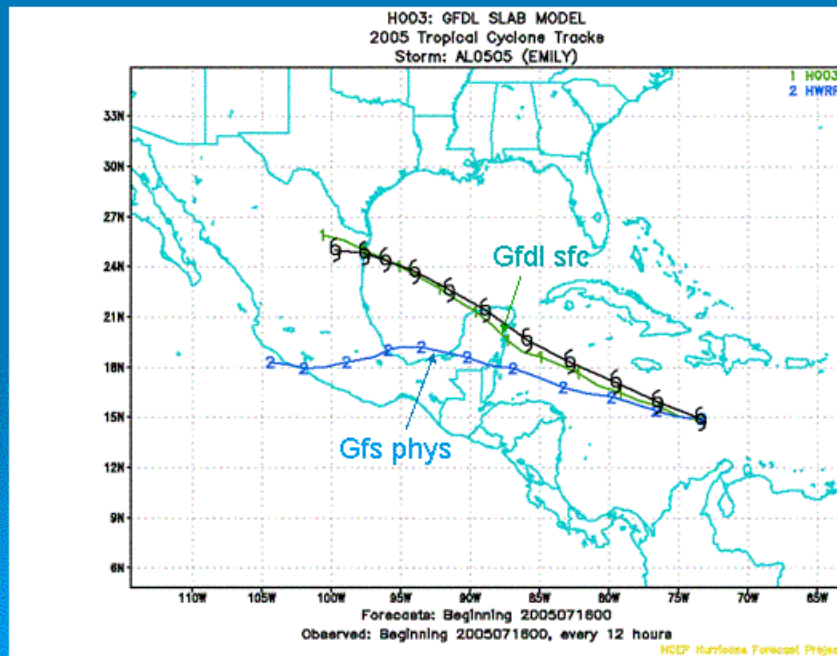 H003: GFDL SLAB MODEL
2005 Tropical Cyclone Tracks
Storm: AL0505 (EMILY)
1 H003
2 HWRF
33N
30N
27N
24N
21N
18N
15N
12N
9N
6N
Gfdl sfc
Gfs phys
110W
105W
100W
95W
90W
85W
80W
75W
70W
65W
Forecasts: Beginning 2005071600
Observed: Beginning 2005071600, every 12 hours
NCEP Hurricane Forecast Project